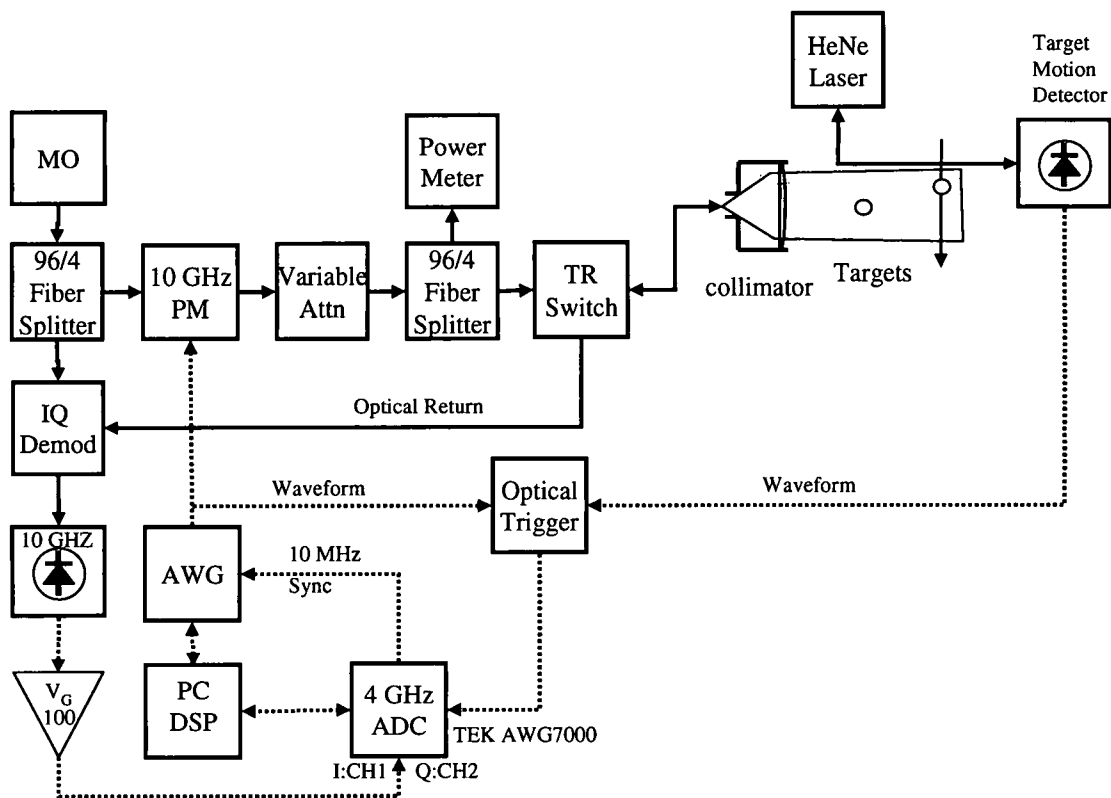 HeNe
Laser
Target
Motion
Detector
MO
Power
Meter
96/4
Fiber
Splitter
10 GHz
PM
Variable
Attn
96/4
Fiber
Splitter
TR
Switch
collimator
Targets
IQ
Demod
Optical Return
Waveform
Optical
Trigger
Waveform
10 GHZ
AWG
10 MHz
Sync
V_G
100
PC
DSP
4 GHz
ADC
TEK AWG7000
I:CH1
Q:CH2